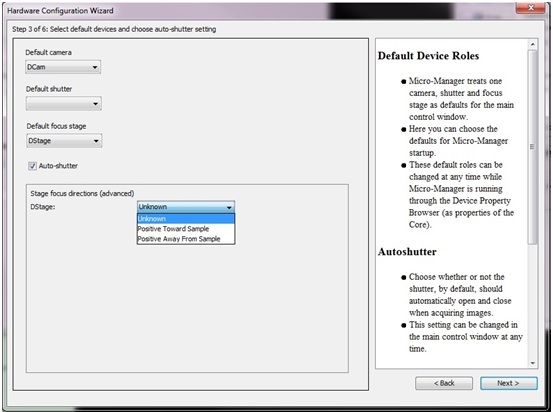 Hardware Configuration Wizard
Step 3 of 6: Select default devices and choose auto-shutter setting
Default camera
DCam
Default shutter
Default focus stage
DStage
Auto-shutter
Stage focus directions (advanced)
DStage:
Unknown
Unknown
Positive Toward Sample
Positive Away From Sample
Default Device Roles
Micro-Manager treats one
camera, shutter and focus
stage as defaults for the main
control window.
Here you can choose the
defaults for Micro-Manager
startup.
These default roles can be
changed at any time while
Micro-Manager is running
through the Device Property
Browser (as properties of the
Core).
Autoshutter
Choose whether or not the
shutter, by default, should
automatically open and close
when acquiring images.
This setting can be changed in
the main control window at any
time.
< Back
Next >